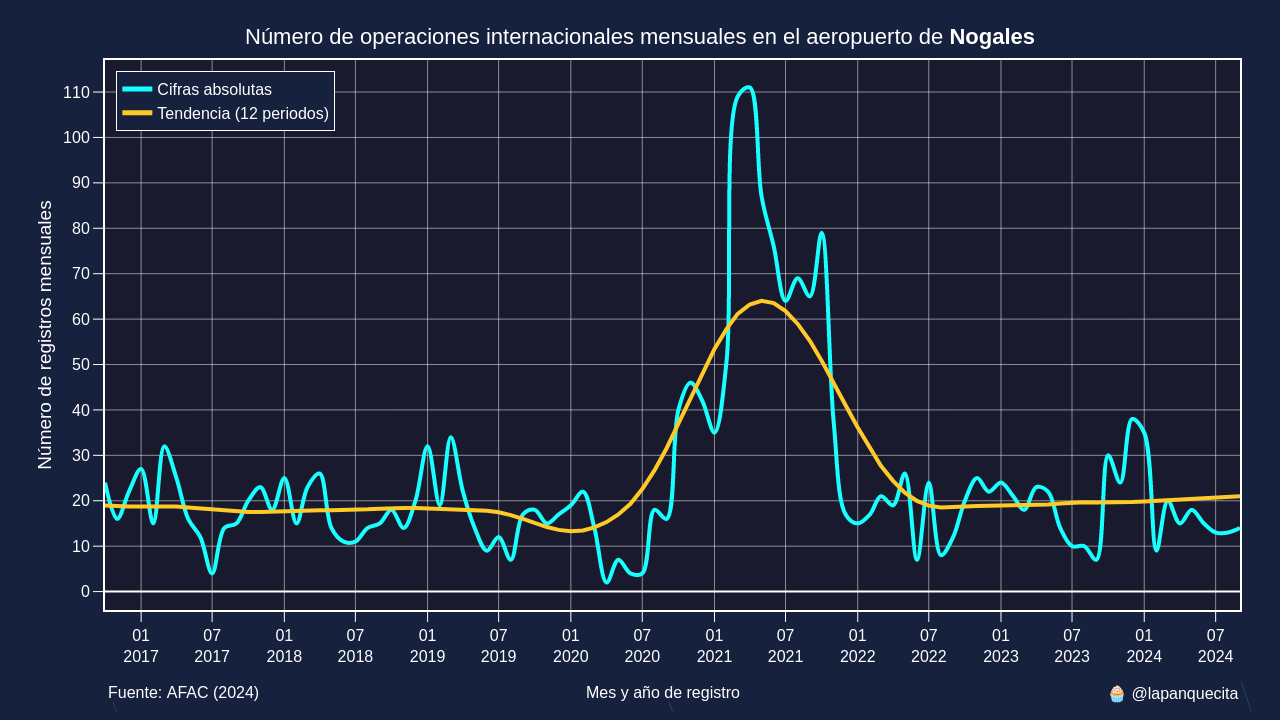 Número de operaciones internacionales mensuales en el aeropuerto de Nogales
Cifras absolutas
Tendencia (12 periodos)
Número de registros mensuales
110
100
90
80
70
60
50
40
30
20
10
0
01 07 01 07 01 07 01 07 01 07 01 07 01 07 01 07
2017 2017 2018 2018 2019 2019 2020 2020 2021 2021 2022 2022 2023 2023 2024 2024
Fuente: AFAC (2024) Mes y año de registro 🧁 @lapanquecita